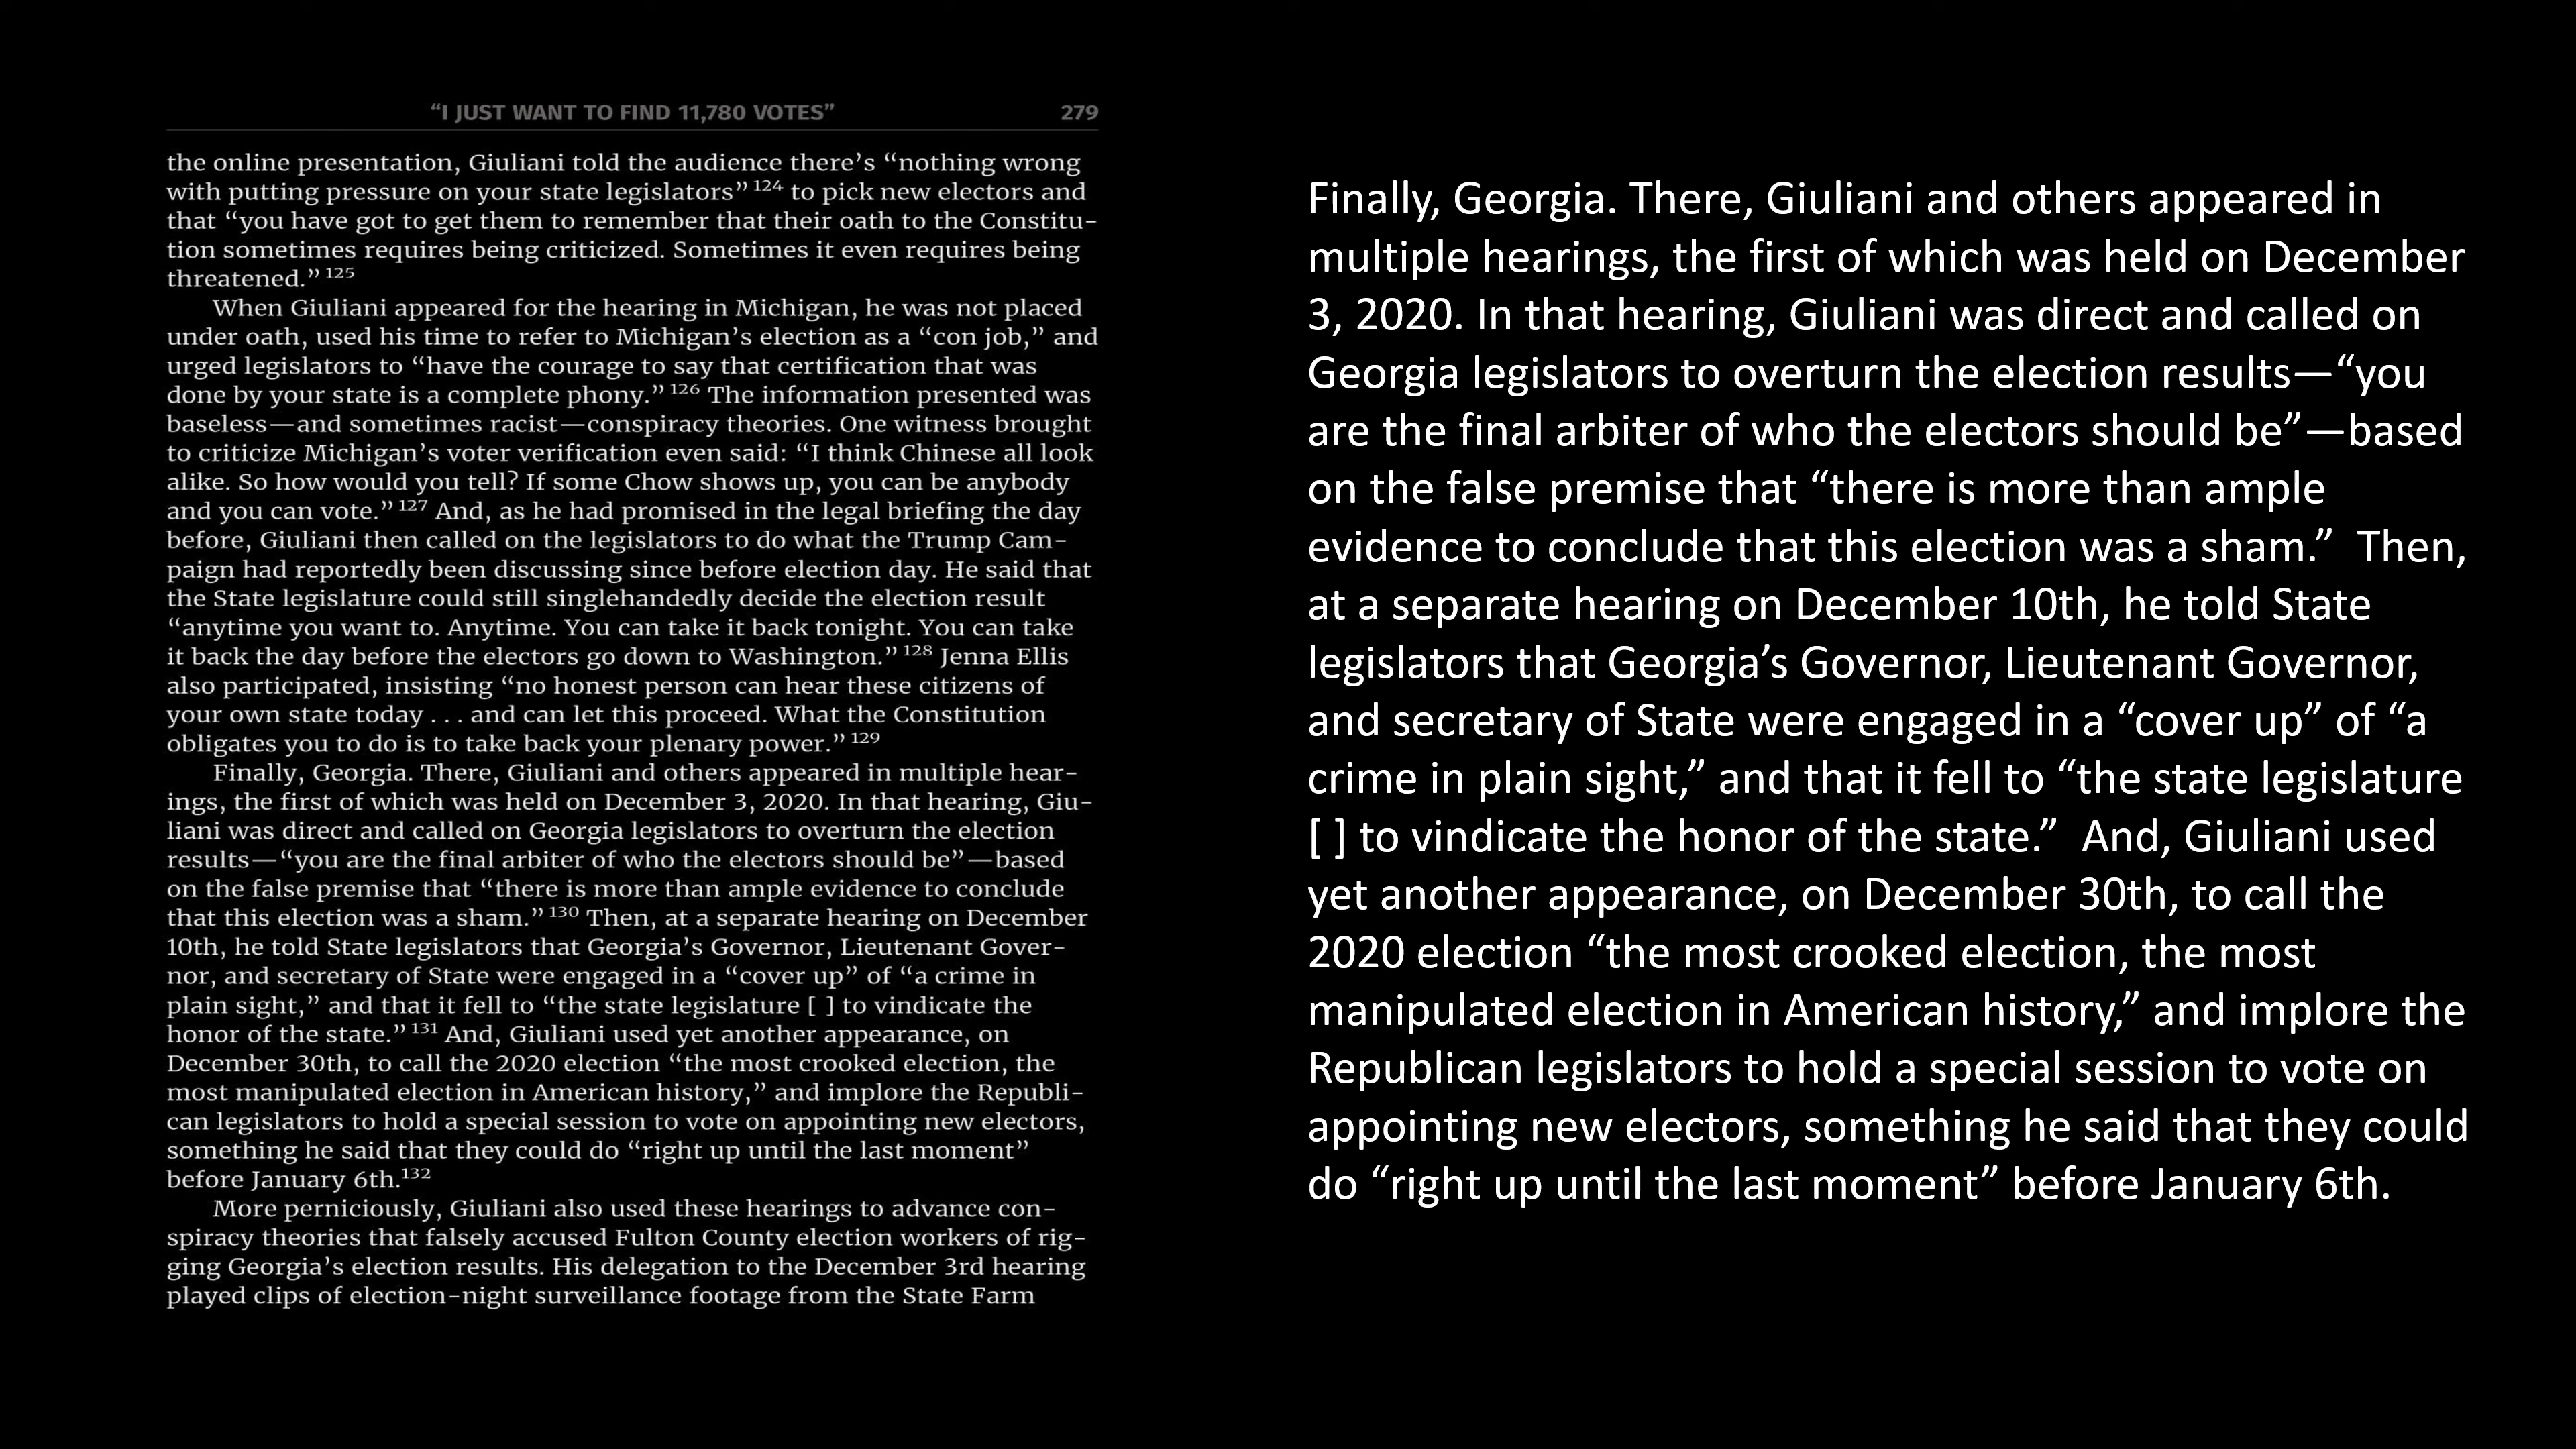 “I JUST WANT TO FIND 11,780 VOTES” 279
the online presentation, Giuliani told the audience there’s “nothing wrong
with putting pressure on your state legislators” 124 to pick new electors and
that “you have got to get them to remember that their oath to the Constitu-
tion sometimes requires being criticized. Sometimes it even requires being
threatened.” 125
When Giuliani appeared for the hearing in Michigan, he was not placed
under oath, used his time to refer to Michigan’s election as a “con job,” and
urged legislators to “have the courage to say that certification that was
done by your state is a complete phony.” 126 The information presented was
baseless—and sometimes racist—conspiracy theories. One witness brought
to criticize Michigan’s voter verification even said: “I think Chinese all look
alike. So how would you tell? If some Chow shows up, you can be anybody
and you can vote.” 127 And, as he had promised in the legal briefing the day
before, Giuliani then called on the legislators to do what the Trump Cam-
paign had reportedly been discussing since before election day. He said that
the State legislature could still singlehandedly decide the election result
“anytime you want to. Anytime. You can take it back tonight. You can take
it back the day before the electors go down to Washington.” 128 Jenna Ellis
also participated, insisting “no honest person can hear these citizens of
your own state today . . . and can let this proceed. What the Constitution
obligates you to do is to take back your plenary power.” 129
Finally, Georgia. There, Giuliani and others appeared in multiple hear-
ings, the first of which was held on December 3, 2020. In that hearing, Giu-
liani was direct and called on Georgia legislators to overturn the election
results—“you are the final arbiter of who the electors should be”—based
on the false premise that “there is more than ample evidence to conclude
that this election was a sham.” 130 Then, at a separate hearing on December
10th, he told State legislators that Georgia’s Governor, Lieutenant Gover-
nor, and secretary of State were engaged in a “cover up” of “a crime in
plain sight,” and that it fell to “the state legislature [ ] to vindicate the
honor of the state.” 131 And, Giuliani used yet another appearance, on
December 30th, to call the 2020 election “the most crooked election, the
most manipulated election in American history,” and implore the Republi-
can legislators to hold a special session to vote on appointing new electors,
something he said that they could do “right up until the last moment”
before January 6th.132
More perniciously, Giuliani also used these hearings to advance con-
spiracy theories that falsely accused Fulton County election workers of rig-
ging Georgia’s election results. His delegation to the December 3rd hearing
played clips of election-night surveillance footage from the State Farm
Finally, Georgia. There, Giuliani and others appeared in
multiple hearings, the first of which was held on December
3, 2020. In that hearing, Giuliani was direct and called on
Georgia legislators to overturn the election results—“you
are the final arbiter of who the electors should be”—based
on the false premise that “there is more than ample
evidence to conclude that this election was a sham.”  Then,
at a separate hearing on December 10th, he told State
legislators that Georgia’s Governor, Lieutenant Governor,
and secretary of State were engaged in a “cover up” of “a
crime in plain sight,” and that it fell to “the state legislature
[ ] to vindicate the honor of the state.”  And, Giuliani used
yet another appearance, on December 30th, to call the
2020 election “the most crooked election, the most
manipulated election in American history,” and implore the
Republican legislators to hold a special session to vote on
appointing new electors, something he said that they could
do “right up until the last moment” before January 6th.